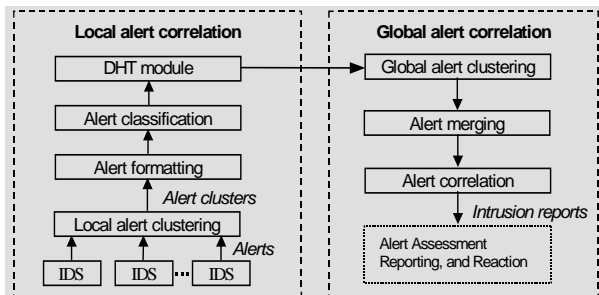 Local alert correlation
DHT module
Alert classification
Alert formatting
Alert clusters
Local alert clustering
Alerts
IDS
IDS
IDS
Global alert correlation
Global alert clustering
Alert merging
Alert correlation
Intrusion reports
Alert Assessment
Reporting, and Reaction